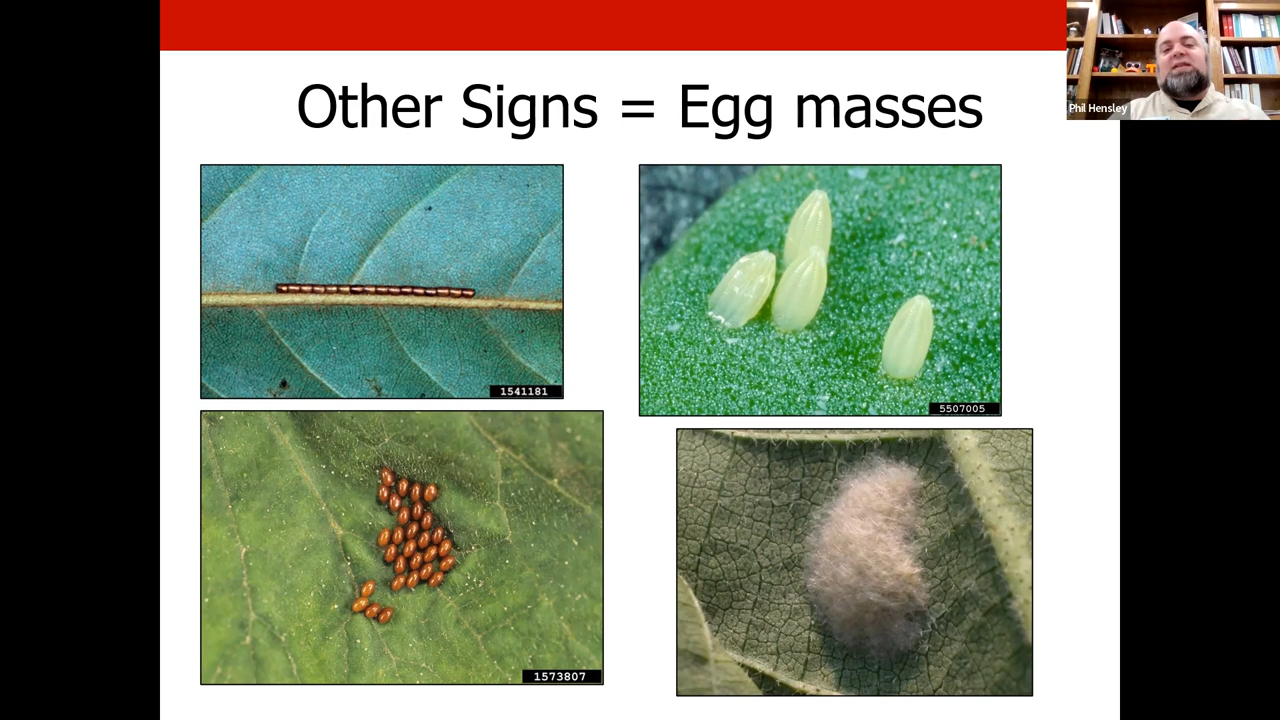 Other Signs = Egg masses
Phil Hensley
1541181
5507005
1573807